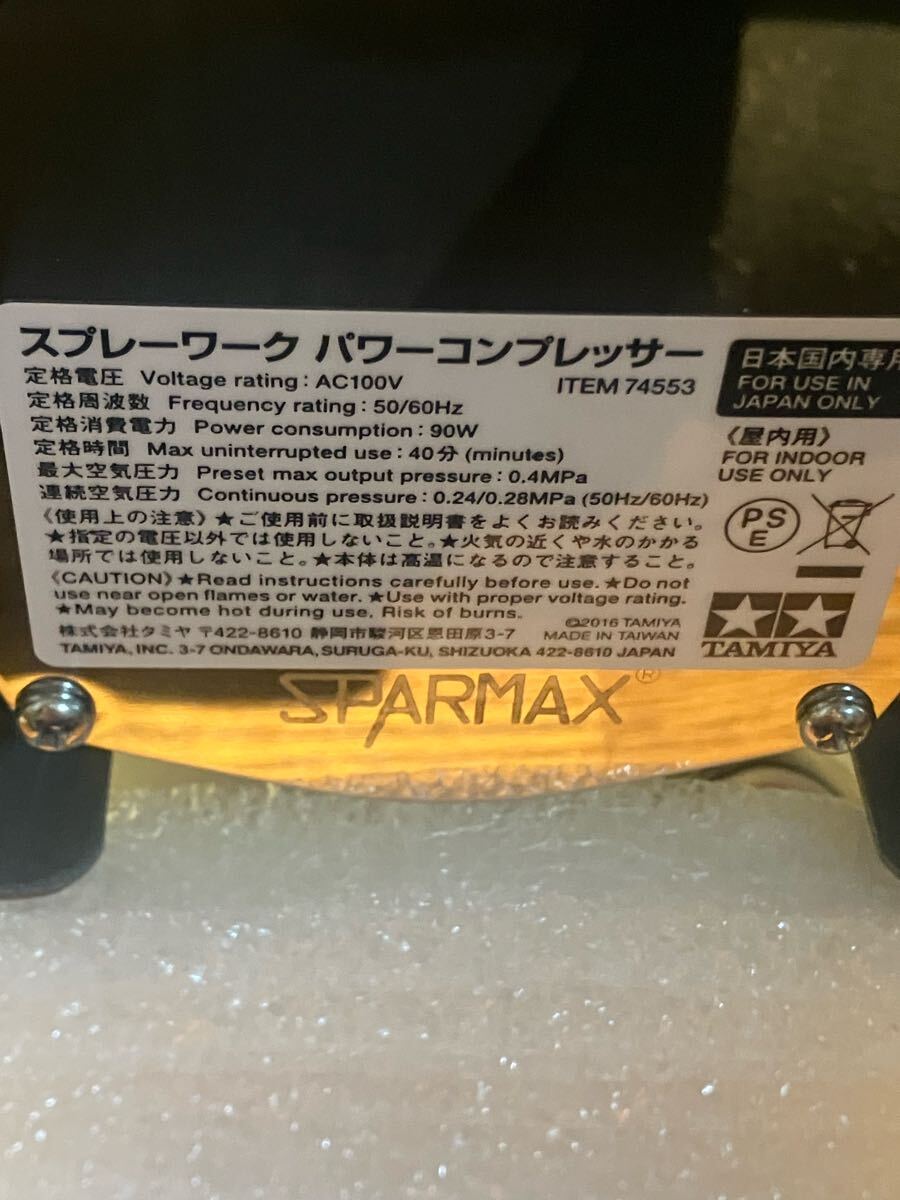 スプレーワーク パワーコンプレッサー
定格電圧 Voltage rating : AC100V ITEM 74553
定格周波数 Frequency rating : 50/60Hz
定格消費電力 Power consumption : 90W
定格時間 Max uninterrupted use : 40分 (minutes)
最大空気圧力 Preset max output pressure : 0.4MPa
連続空気圧力 Continuous pressure : 0.24/0.28MPa (50Hz/60Hz)
《使用上の注意》★ご使用前に取扱説明書をよくお読みください。
★指定の電圧以外では使用しないこと。★火気の近くや水のかかる
場所では使用しないこと。★本体は高温になるので注意すること。
《CAUTION》★Read instructions carefully before use. ★Do not
use near open flames or water. ★Use with proper voltage rating.
★May become hot during use. Risk of burns.
株式会社タミヤ 〒422-8610 静岡市駿河区恩田原3-7
TAMIYA, INC. 3-7 ONDAWARA, SURUGA-KU, SHIZUOKA 422-8610 JAPAN
©2016 TAMIYA
MADE IN TAIWAN
日本国内専用
FOR USE IN
JAPAN ONLY
《屋内用》
FOR INDOOR
USE ONLY
PS
E
TAMIYA
SPARMAX®